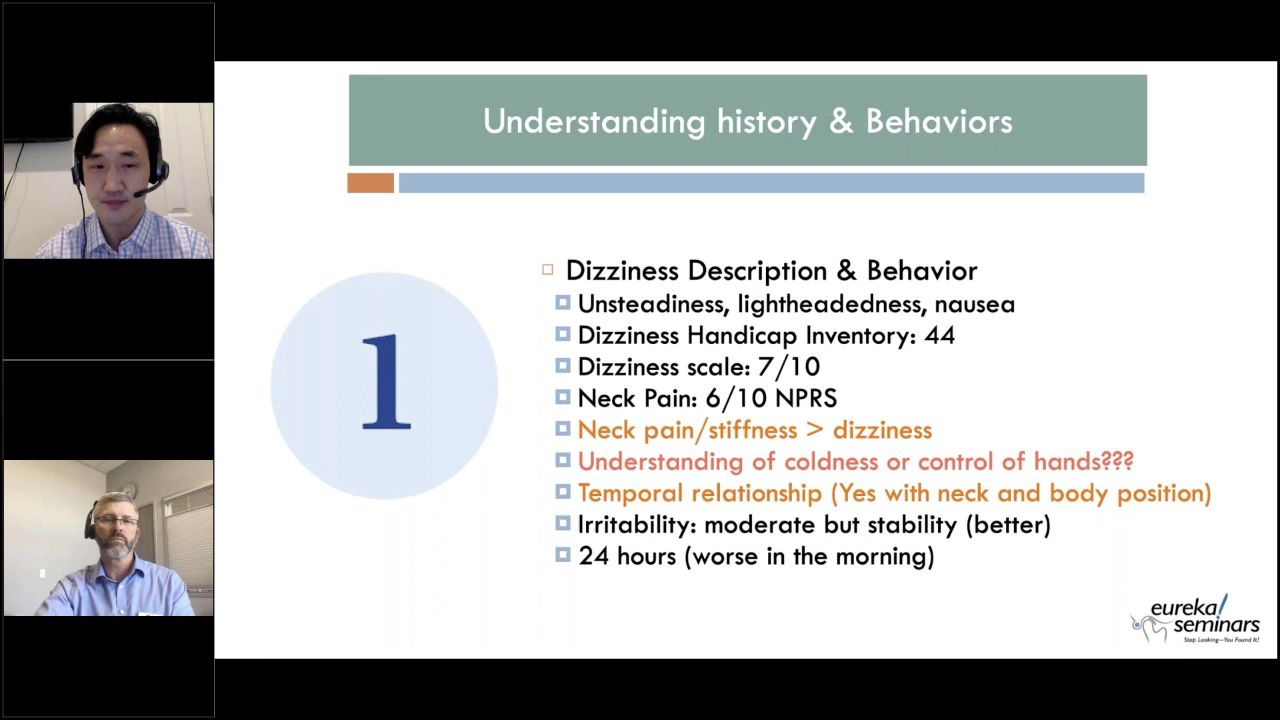 Understanding history & Behaviors
1
Dizziness Description & Behavior
Unsteadiness, lightheadedness, nausea
Dizziness Handicap Inventory: 44
Dizziness scale: 7/10
Neck Pain: 6/10 NPRS
Neck pain/stiffness > dizziness
Understanding of coldness or control of hands???
Temporal relationship (Yes with neck and body position)
Irritability: moderate but stability (better)
24 hours (worse in the morning)
eureka!
seminars
Stop Looking—You Found It!